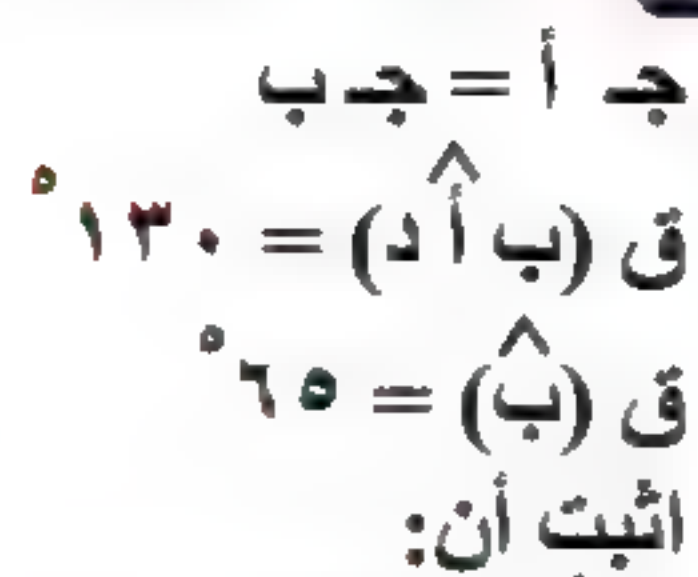 جـ أ = جـ ب
ق (ب أ^ د) = ١٣٠°
ق (ب^) = ٦٥°
اثبت أن: